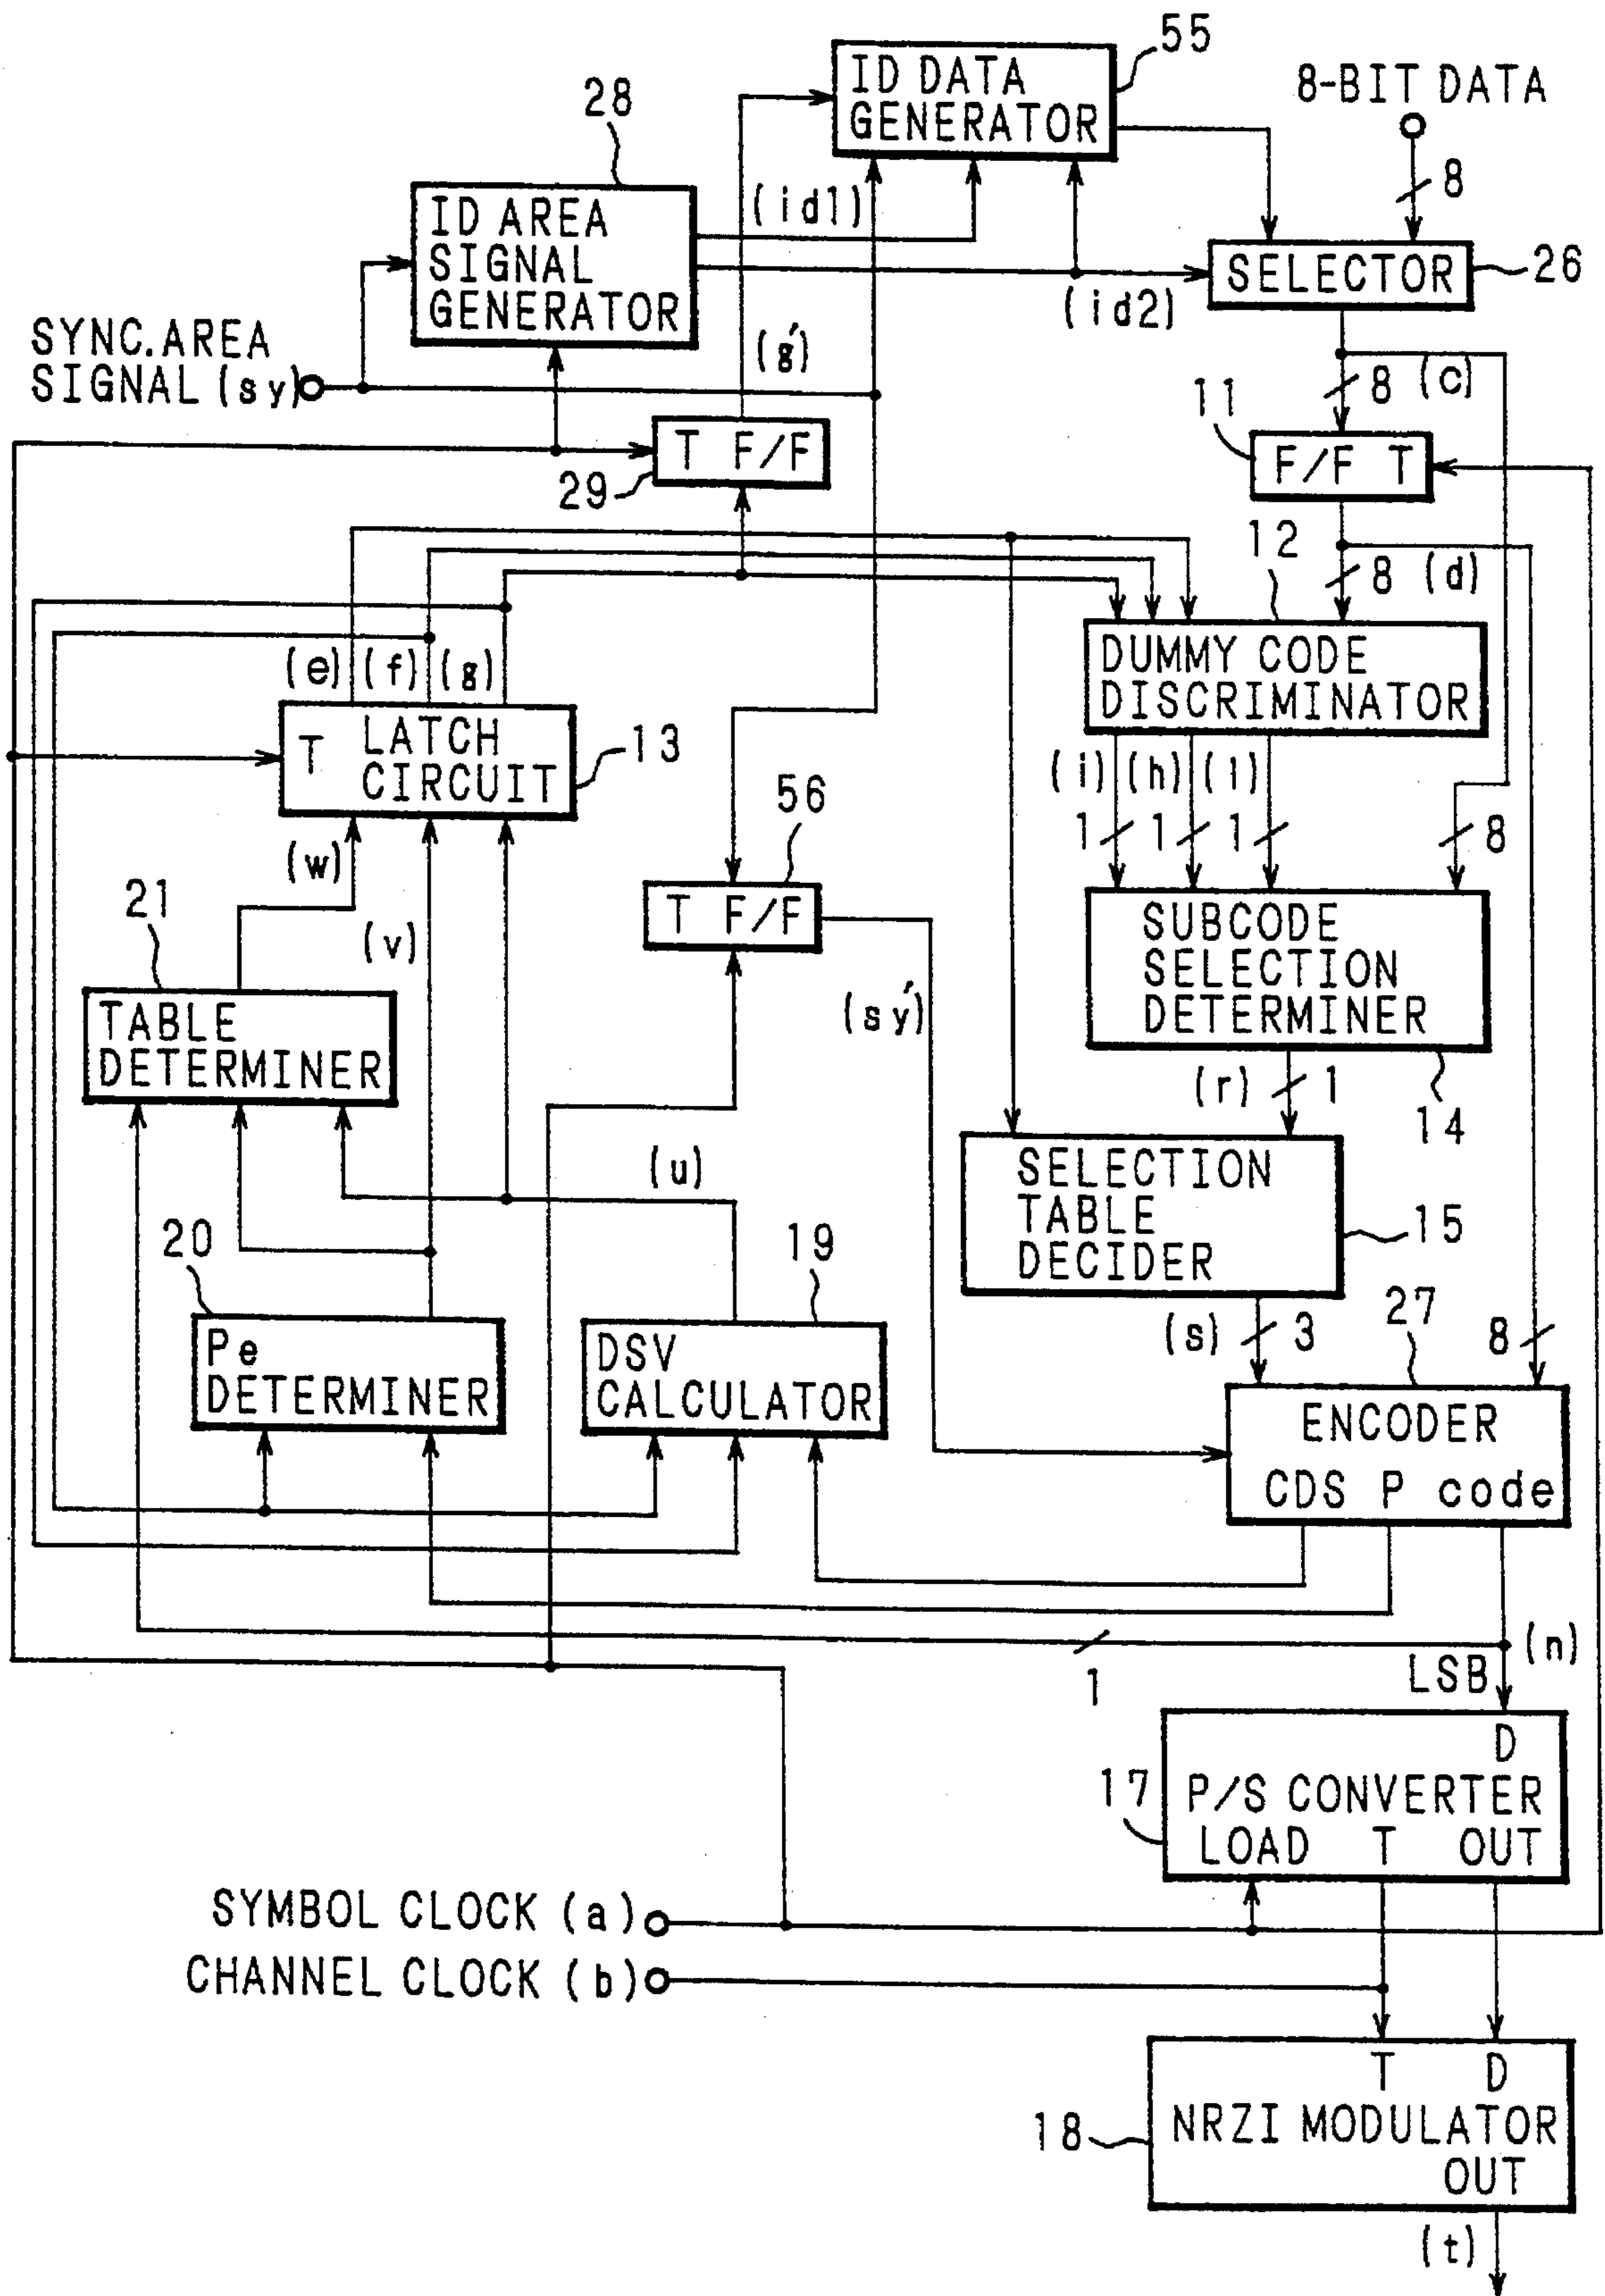 55
ID DATA
GENERATOR
8-BIT DATA
28
8
ID AREA
SIGNAL
GENERATOR
(id1)
SELECTOR
26
(id2)
SYNC.AREA
SIGNAL (sy)
(g')
8
(c)
11
T F/F
F/F T
29
12
8
(d)
DUMMY CODE
DISCRIMINATOR
(e) (f) (g)
T LATCH
CIRCUIT
13
(i) (h) (l)
1 1 1 8
56
(w)
21
(v)
T F/F
SUBCODE
SELECTION
DETERMINER
(sy')
TABLE
DETERMINER
(r) 1
14
(u)
SELECTION
TABLE
DECIDER
15
20
19
27
(s) 3
8
Pe
DETERMINER
DSV
CALCULATOR
ENCODER
CDS P code
(n)
1
LSB
D
17
P/S CONVERTER
LOAD T OUT
SYMBOL CLOCK (a)
CHANNEL CLOCK (b)
T D
18
NRZI MODULATOR
OUT
(t)